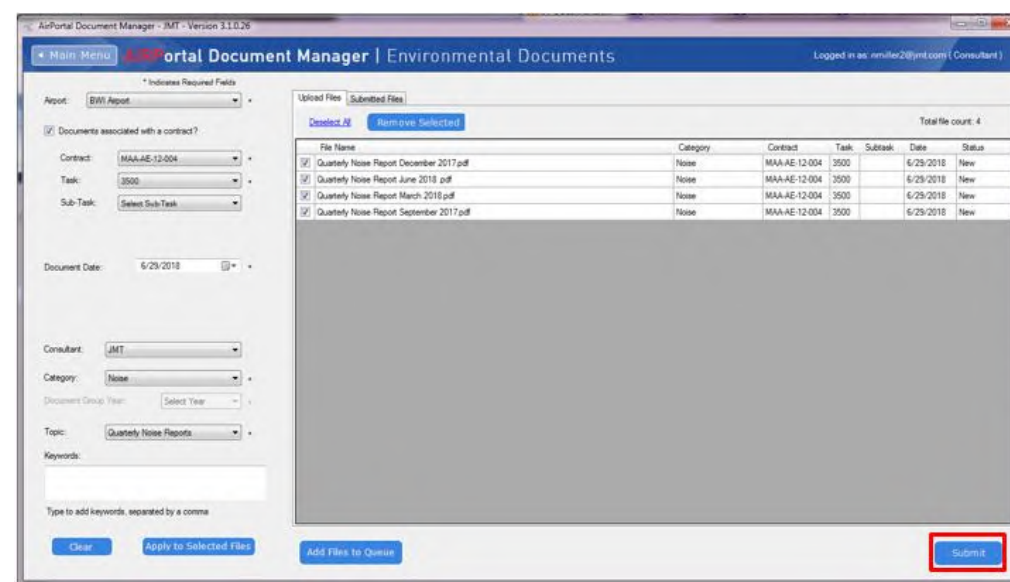 AirPortal Document Manager - JMT - Version 3.1.0.26
Main Menu
AIRPortal Document Manager | Environmental Documents
Logged in as: nmiller2@jmt.com ( Consultant )
* Indicates Required Fields
Airport: BWI Airport *
Documents associated with a contract?
Contract: MAA-AE-12-004 *
Task: 3500 *
Sub-Task: Select Sub-Task
Document Date: 6/29/2018 *
Consultant: JMT
Category: Noise *
Document Group Year: Select Year *
Topic: Quarterly Noise Reports *
Keywords:
Type to add keywords, separated by a comma
Clear Apply to Selected Files
Upload Files Submitted Files
Deselect All Remove Selected Total file count: 4
File Name Category Contract Task Subtask Date Status
Quarterly Noise Report December 2017.pdf Noise MAA-AE-12-004 3500 6/29/2018 New
Quarterly Noise Report June 2018 .pdf Noise MAA-AE-12-004 3500 6/29/2018 New
Quarterly Noise Report March 2018.pdf Noise MAA-AE-12-004 3500 6/29/2018 New
Quarterly Noise Report September 2017.pdf Noise MAA-AE-12-004 3500 6/29/2018 New
Add Files to Queue Submit